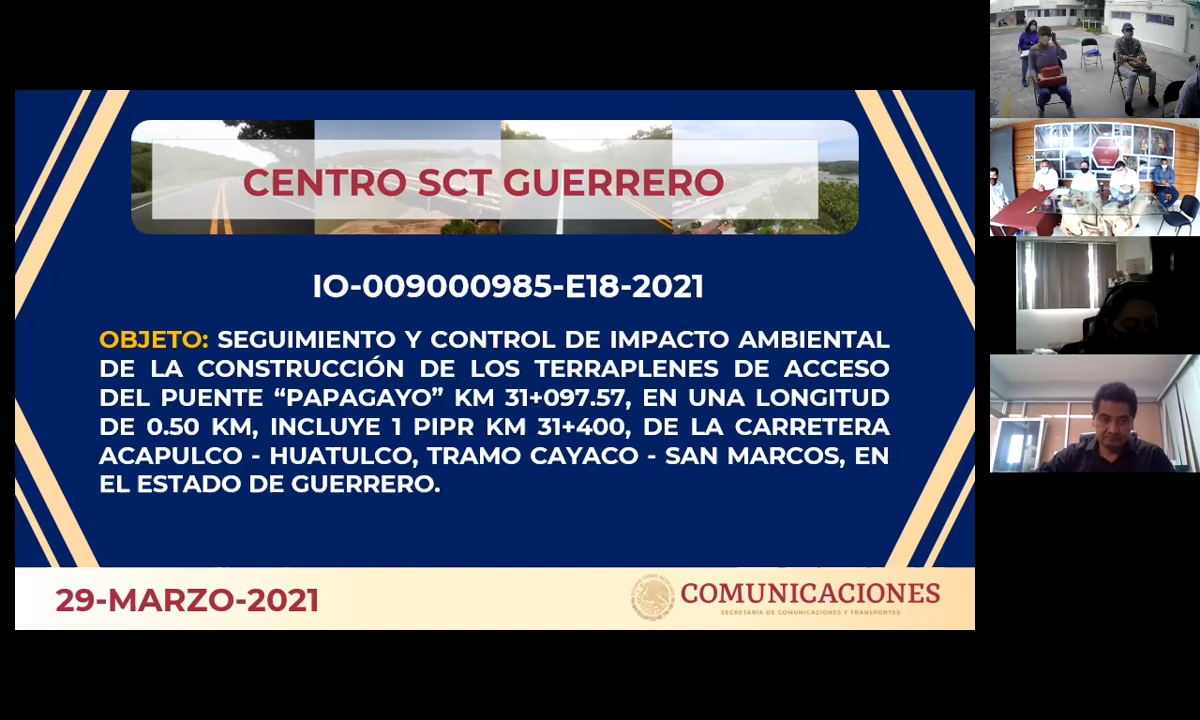 CENTRO SCT GUERRERO
IO-009000985-E18-2021
OBJETO: SEGUIMIENTO Y CONTROL DE IMPACTO AMBIENTAL
DE LA CONSTRUCCIÓN DE LOS TERRAPLENES DE ACCESO
DEL PUENTE “PAPAGAYO” KM 31+097.57, EN UNA LONGITUD
DE 0.50 KM, INCLUYE 1 PIPR KM 31+400, DE LA CARRETERA
ACAPULCO - HUATULCO, TRAMO CAYACO - SAN MARCOS, EN
EL ESTADO DE GUERRERO.
29-MARZO-2021
COMUNICACIONES
SECRETARÍA DE COMUNICACIONES Y TRANSPORTES